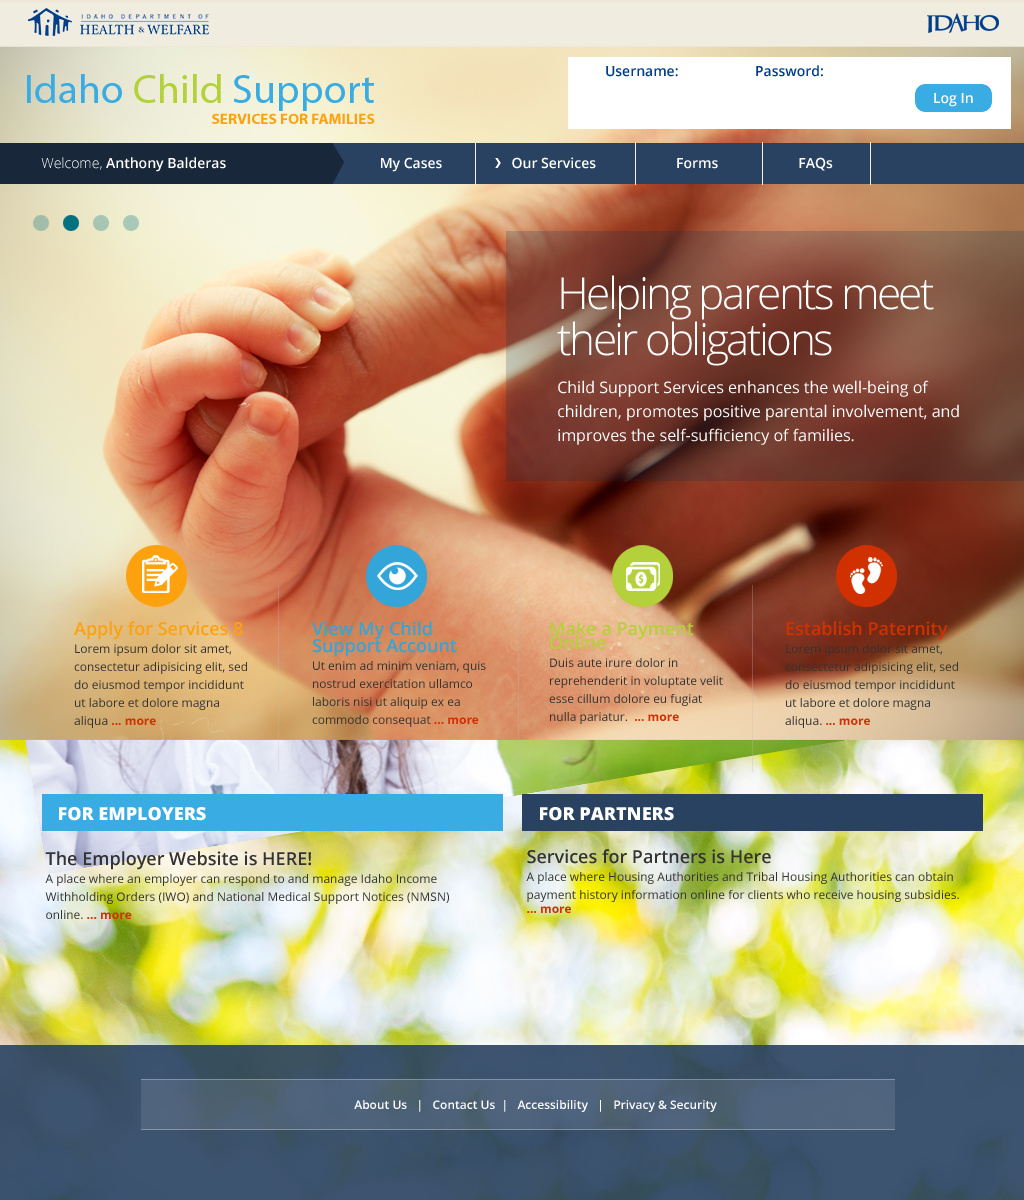 IDAHO DEPARTMENT OF
HEALTH & WELFARE
IDAHO
Idaho Child Support
SERVICES FOR FAMILIES
Username:
Password:
Log In
Welcome, Anthony Balderas
My Cases
❯ Our Services
Forms
FAQs
Helping parents meet
their obligations
Child Support Services enhances the well-being of
children, promotes positive parental involvement, and
improves the self-sufficiency of families.
Apply for Services 8
Lorem ipsum dolor sit amet,
consectetur adipisicing elit, sed
do eiusmod tempor incididunt
ut labore et dolore magna
aliqua ... more
View My Child
Support Account
Ut enim ad minim veniam, quis
nostrud exercitation ullamco
laboris nisi ut aliquip ex ea
commodo consequat ... more
Make a Payment
Online
Duis aute irure dolor in
reprehenderit in voluptate velit
esse cillum dolore eu fugiat
nulla pariatur. ... more
Establish Paternity
Lorem ipsum dolor sit amet,
consectetur adipisicing elit, sed
do eiusmod tempor incididunt
ut labore et dolore magna
aliqua. ... more
FOR EMPLOYERS
The Employer Website is HERE!
A place where an employer can respond to and manage Idaho Income
Withholding Orders (IWO) and National Medical Support Notices (NMSN)
online. ... more
FOR PARTNERS
Services for Partners is Here
A place where Housing Authorities and Tribal Housing Authorities can obtain
payment history information online for clients who receive housing subsidies.
... more
About Us | Contact Us | Accessibility | Privacy & Security